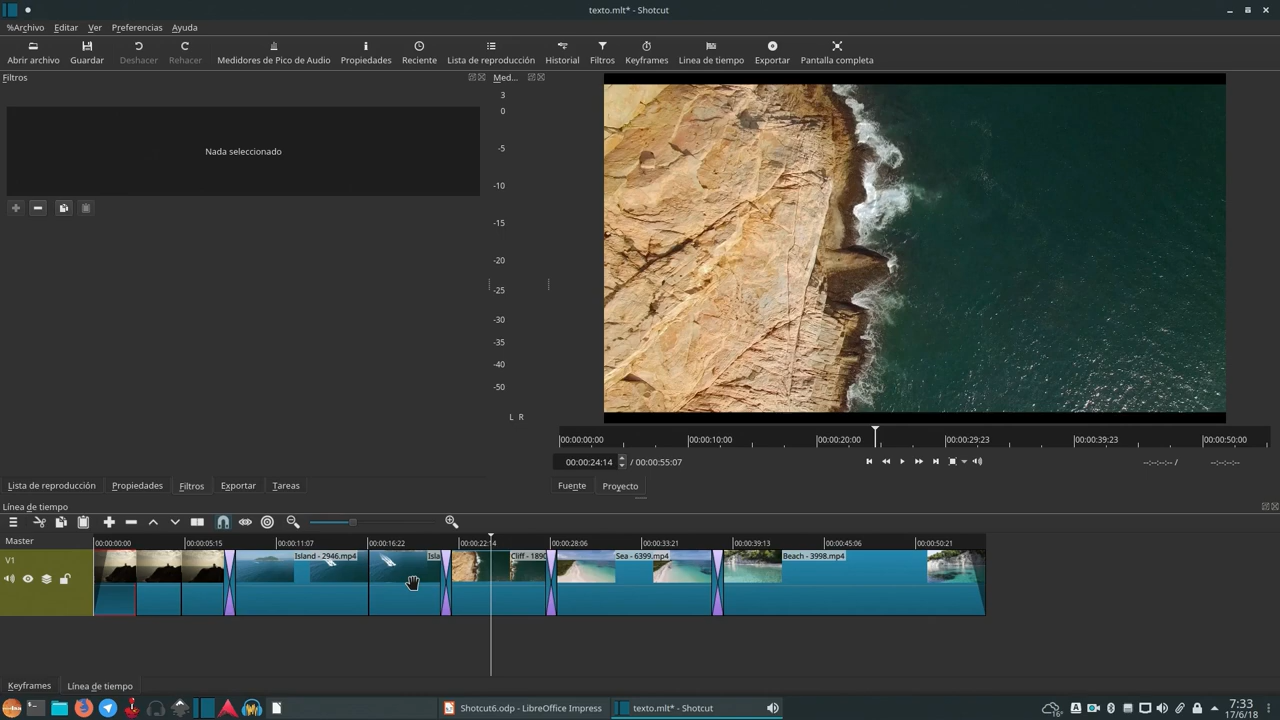 texto.mlt* - Shotcut
%Archivo Editar Ver Preferencias Ayuda
Abrir archivo Guardar Deshacer Rehacer Medidores de Pico de Audio Propiedades Reciente Lista de reproducción Historial Filtros Keyframes Linea de tiempo Exportar Pantalla completa
Filtros
Nada seleccionado
Med...
3
0
-5
-10
-15
-20
-25
-30
-35
-40
-50
L R
00:00:00:00 00:00:10:00 00:00:20:00 00:00:29:23 00:00:39:23 00:00:50:00
00:00:24:14 / 00:00:55:07 --:--:--:-- / --:--:--:--
Lista de reproducción Propiedades Filtros Exportar Tareas
Fuente Proyecto
Línea de tiempo
Master
00:00:00:00 00:00:05:15 00:00:11:07 00:00:16:22 00:00:22:14 00:00:28:06 00:00:33:21 00:00:39:13 00:00:45:06 00:00:50:21
V1
Island - 2946.mp4 Isla Cliff - 1890 Sea - 6399.mp4 Beach - 3998.mp4
Keyframes Línea de tiempo
Shotcut6.odp - LibreOffice Impress texto.mlt* - Shotcut
16°
A
7:33
17/6/18